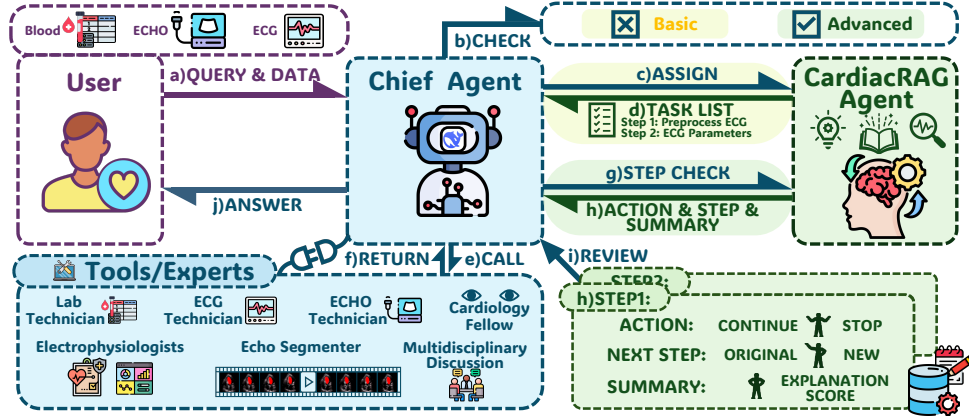 Blood
ECHO
ECG
b)CHECK
Basic
Advanced
User
a)QUERY & DATA
Chief Agent
c)ASSIGN
CardiacRAG
Agent
d)TASK LIST
Step 1: Preprocess ECG
Step 2: ECG Parameters
g)STEP CHECK
j)ANSWER
h)ACTION & STEP &
SUMMARY
Tools/Experts
f)RETURN
e)CALL
i)REVIEW
Lab
Technician
ECG
Technician
ECHO
Technician
Cardiology
Fellow
Electrophysiologists
Echo Segmenter
Multidisciplinary
Discussion
STEP2:
h)STEP1:
ACTION: CONTINUE STOP
NEXT STEP: ORIGINAL NEW
SUMMARY: EXPLANATION
SCORE